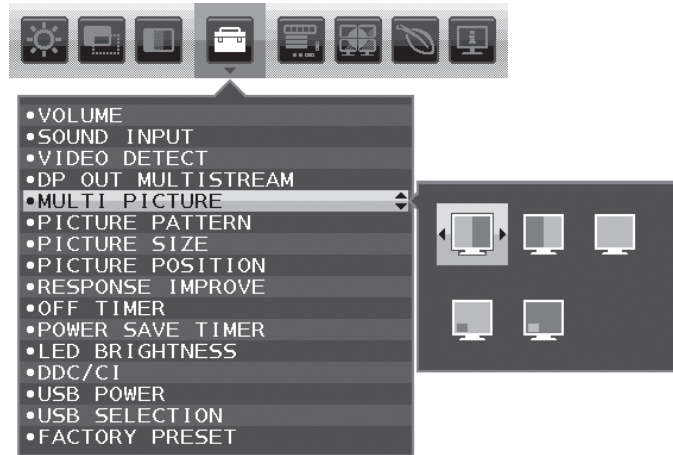 •VOLUME
•SOUND INPUT
•VIDEO DETECT
•DP OUT MULTISTREAM
•MULTI PICTURE
•PICTURE PATTERN
•PICTURE SIZE
•PICTURE POSITION
•RESPONSE IMPROVE
•OFF TIMER
•POWER SAVE TIMER
•LED BRIGHTNESS
•DDC/CI
•USB POWER
•USB SELECTION
•FACTORY PRESET